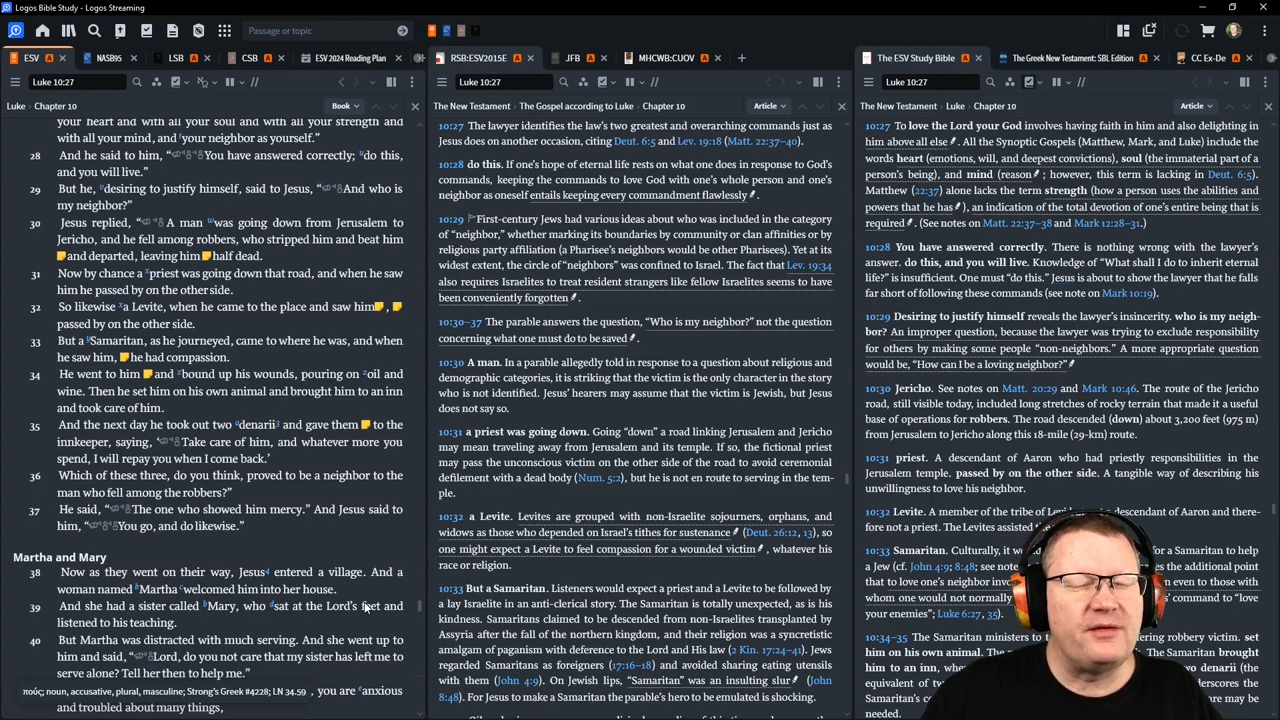 Logos Bible Study - Logos Streaming
Passage or topic
ESV A
NASB95
LSB A
CSB A
ESV 2024 Reading Plan
RSB:ESV2015E
JFB A
MHCWB:CUOV A
The ESV Study Bible A
The Greek New Testament: SBL Edition
CC Ex-De
Luke 10:27
Luke 10:27
Luke 10:27
Luke › Chapter 10
Book
The New Testament › The Gospel according to Luke › Chapter 10
Article
The New Testament › Luke › Chapter 10
Article
your heart and with all your soul and with all your strength and
with all your mind, and your neighbor as yourself.”
28 And he said to him, “You have answered correctly; do this,
and you will live.”
29 But he, desiring to justify himself, said to Jesus, “And who is
my neighbor?”
30 Jesus replied, “A man was going down from Jerusalem to
Jericho, and he fell among robbers, who stripped him and beat him
and departed, leaving him half dead.
31 Now by chance a priest was going down that road, and when he saw
him he passed by on the other side.
32 So likewise a Levite, when he came to the place and saw him,
passed by on the other side.
33 But a Samaritan, as he journeyed, came to where he was, and when
he saw him, he had compassion.
34 He went to him and bound up his wounds, pouring on oil and
wine. Then he set him on his own animal and brought him to an inn
and took care of him.
35 And the next day he took out two denarii and gave them to the
innkeeper, saying, ‘Take care of him, and whatever more you
spend, I will repay you when I come back.’
36 Which of these three, do you think, proved to be a neighbor to the
man who fell among the robbers?”
37 He said, “The one who showed him mercy.” And Jesus said to
him, “You go, and do likewise.”
Martha and Mary
38 Now as they went on their way, Jesus entered a village. And a
woman named Martha welcomed him into her house.
39 And she had a sister called Mary, who sat at the Lord’s feet and
listened to his teaching.
40 But Martha was distracted with much serving. And she went up to
him and said, “Lord, do you not care that my sister has left me to
serve alone? Tell her then to help me.”
πούς; noun, accusative, plural, masculine; Strong's Greek #4228; LN 34.59 , you are anxious
and troubled about many things,
10:27 The lawyer identifies the law’s two greatest and overarching commands just as
Jesus does on another occasion, citing Deut. 6:5 and Lev. 19:18 (Matt. 22:37–40).
10:28 do this. If one’s hope of eternal life rests on what one does in response to God’s
commands, keeping the commands to love God with one’s whole person and one’s
neighbor as oneself entails keeping every commandment flawlessly.
10:29 First-century Jews had various ideas about who was included in the category
of “neighbor,” whether marking its boundaries by community or clan affinities or by
religious party affiliation (a Pharisee’s neighbors would be other Pharisees). Yet at its
widest extent, the circle of “neighbors” was confined to Israel. The fact that Lev. 19:34
also requires Israelites to treat resident strangers like fellow Israelites seems to have
been conveniently forgotten.
10:30–37 The parable answers the question, “Who is my neighbor?” not the question
concerning what one must do to be saved.
10:30 A man. In a parable allegedly told in response to a question about religious and
demographic categories, it is striking that the victim is the only character in the story
who is not identified. Jesus’ hearers may assume that the victim is Jewish, but Jesus
does not say so.
10:31 a priest was going down. Going “down” a road linking Jerusalem and Jericho
may mean traveling away from Jerusalem and its temple. If so, the fictional priest
may pass the unconscious victim on the other side of the road to avoid ceremonial
defilement with a dead body (Num. 5:2), but he is not en route to serving in the tem-
ple.
10:32 a Levite. Levites are grouped with non-Israelite sojourners, orphans, and
widows as those who depended on Israel’s tithes for sustenance (Deut. 26:12, 13), so
one might expect a Levite to feel compassion for a wounded victim, whatever his
race or religion.
10:33 But a Samaritan. Listeners would expect a priest and a Levite to be followed by
a lay Israelite in an anti-clerical story. The Samaritan is totally unexpected, as is his
kindness. Samaritans claimed to be descended from non-Israelites transplanted by
Assyria after the fall of the northern kingdom, and their religion was a syncretistic
amalgam of paganism with deference to the Lord and His law (2 Kin. 17:24–41). Jews
regarded Samaritans as foreigners (17:16–18) and avoided sharing eating utensils
with them (John 4:9). On Jewish lips, “Samaritan” was an insulting slur (John
8:48). For Jesus to make a Samaritan the parable’s hero to be emulated is shocking.
10:27 To love the Lord your God involves having faith in him and also delighting in
him above all else. All the Synoptic Gospels (Matthew, Mark, and Luke) include the
words heart (emotions, will, and deepest convictions), soul (the immaterial part of a
person’s being), and mind (reason; however, this term is lacking in Deut. 6:5).
Matthew (22:37) alone lacks the term strength (how a person uses the abilities and
powers that he has), an indication of the total devotion of one’s entire being that is
required. (See notes on Matt. 22:37–38 and Mark 12:28–31.)
10:28 You have answered correctly. There is nothing wrong with the lawyer’s
answer. do this, and you will live. Knowledge of “What shall I do to inherit eternal
life?” is insufficient. One must “do this.” Jesus is about to show the lawyer that he falls
far short of following these commands (see note on Mark 10:19).
10:29 Desiring to justify himself reveals the lawyer’s insincerity. who is my neigh-
bor? An improper question, because the lawyer was trying to exclude responsibility
for others by making some people “non-neighbors.” A more appropriate question
would be, “How can I be a loving neighbor?”
10:30 Jericho. See notes on Matt. 20:29 and Mark 10:46. The route of the Jericho
road, still visible today, included long stretches of rocky terrain that made it a useful
base of operations for robbers. The road descended (down) about 3,200 feet (975 m)
from Jerusalem to Jericho along this 18-mile (29-km) route.
10:31 priest. A descendant of Aaron who had priestly responsibilities in the
Jerusalem temple, passed by on the other side. A tangible way of describing his
unwillingness to love his neighbor.
10:32 Levite. A member of the tribe of Levi descendant of Aaron and there-
fore not a priest. The Levites assisted
10:33 Samaritan. Culturally, it for a Samaritan to help
a Jew (cf. John 4:9; 8:48) even to those with
whom one would not command to “love
your enemies”; Luke 6:27, 35).
10:34–35 The Samaritan ministers to ering robbery victim. set
him on his own animal.
him to an inn, two denarii (the
equivalent of tw
needed.